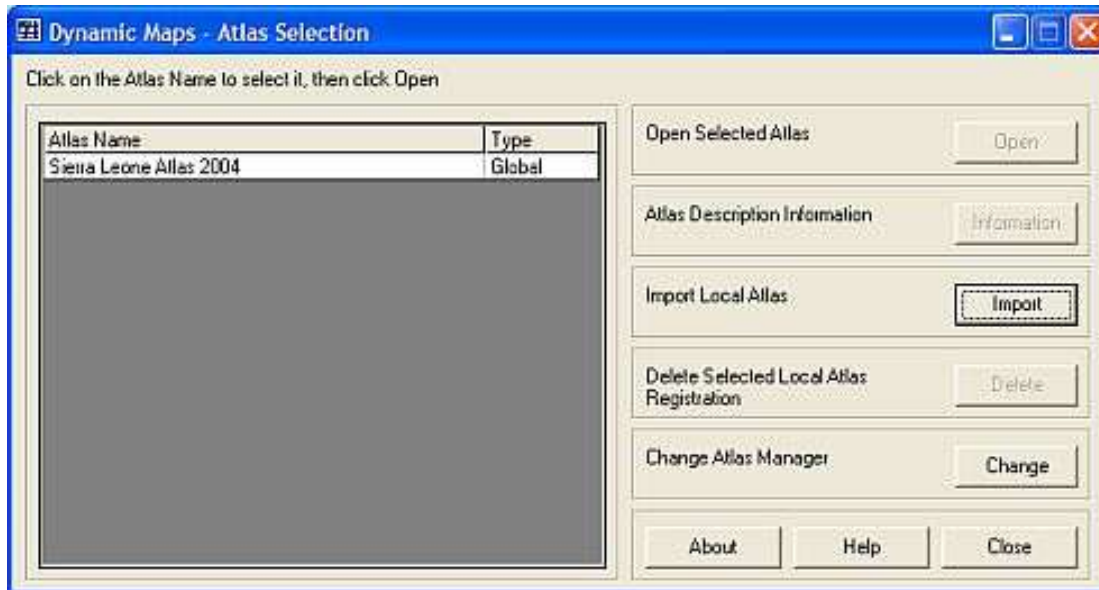 Dynamic Maps - Atlas Selection
Click on the Atlas Name to select it, then click Open
Atlas Name Type
Sierra Leone Atlas 2004 Global
Open Selected Atlas Open
Atlas Description Information Information
Import Local Atlas Import
Delete Selected Local Atlas
Registration Delete
Change Atlas Manager Change
About Help Close